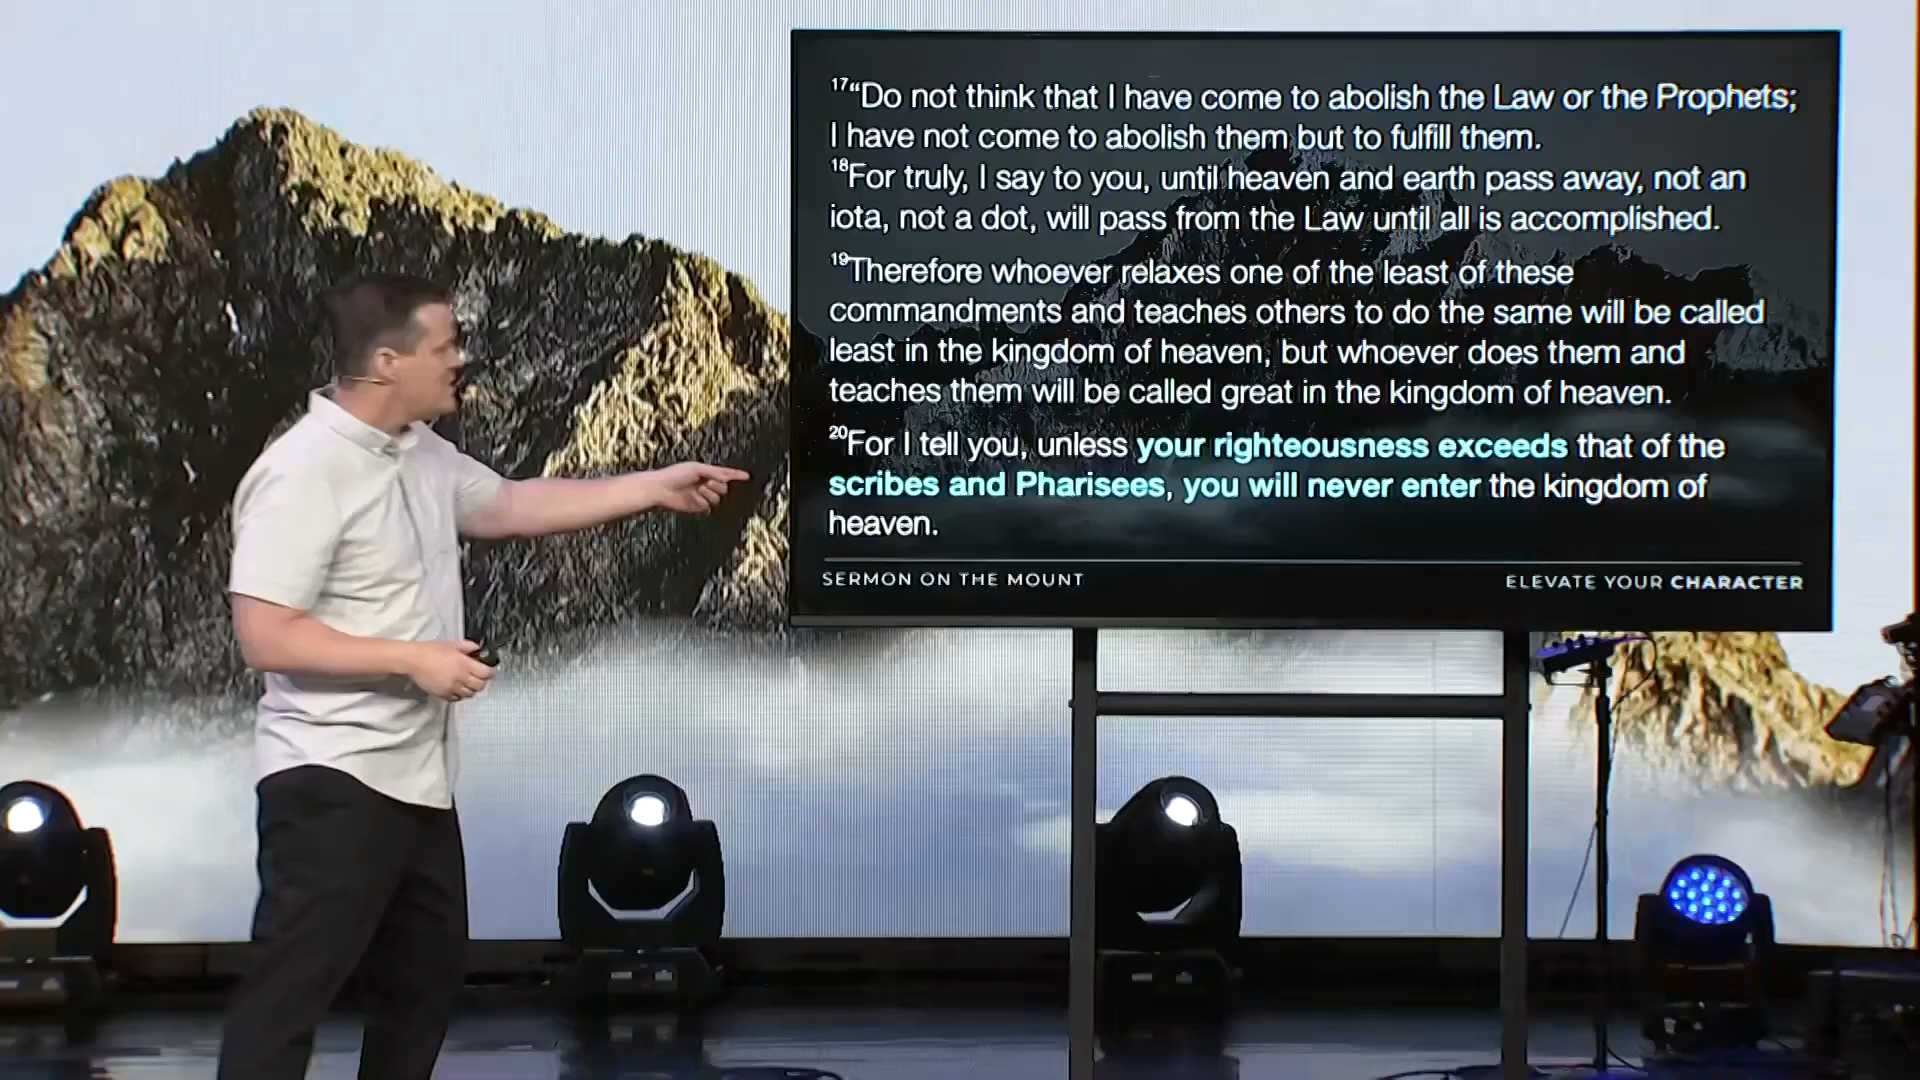 17“Do not think that I have come to abolish the Law or the Prophets;
I have not come to abolish them but to fulfill them.
18For truly, I say to you, until heaven and earth pass away, not an
iota, not a dot, will pass from the Law until all is accomplished.
19Therefore whoever relaxes one of the least of these
commandments and teaches others to do the same will be called
least in the kingdom of heaven, but whoever does them and
teaches them will be called great in the kingdom of heaven.
20For I tell you, unless your righteousness exceeds that of the
scribes and Pharisees, you will never enter the kingdom of
heaven.
SERMON ON THE MOUNT
ELEVATE YOUR CHARACTER